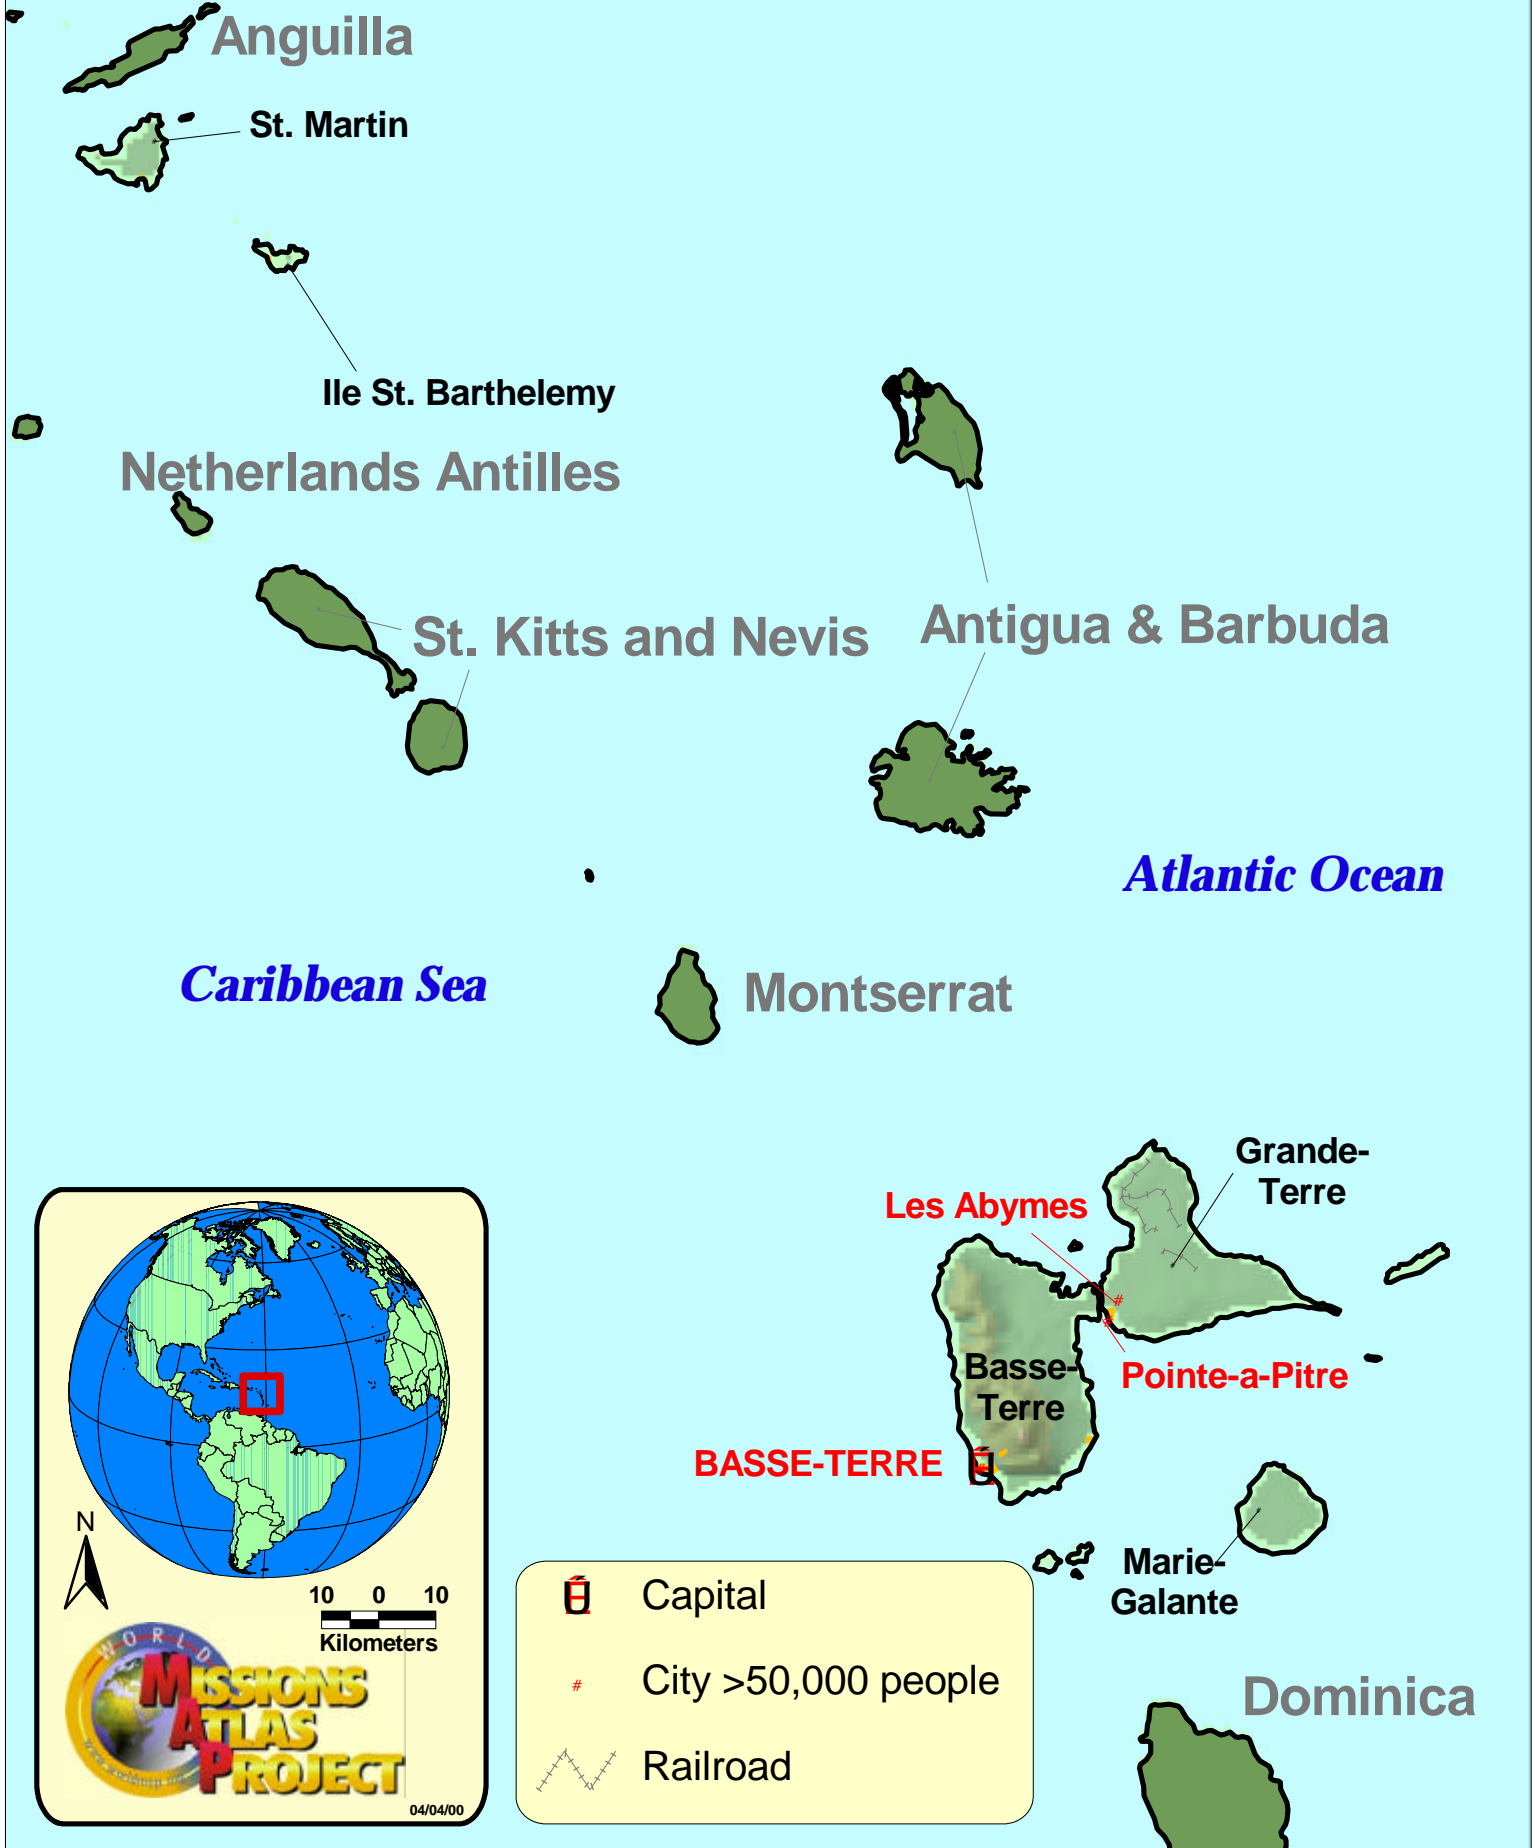 Anguilla
St. Martin
Ile St. Barthelemy
Netherlands Antilles
St. Kitts and Nevis
Antigua & Barbuda
Atlantic Ocean
Caribbean Sea
Montserrat
Grande-
Terre
Les Abymes
Basse-
Terre
Pointe-a-Pitre
BASSE-TERRE
Marie-
Galante
Dominica
N
10 0 10
Kilometers
WORLD
MISSIONS
ATLAS
PROJECT
04/04/00
Capital
# City >50,000 people
Railroad